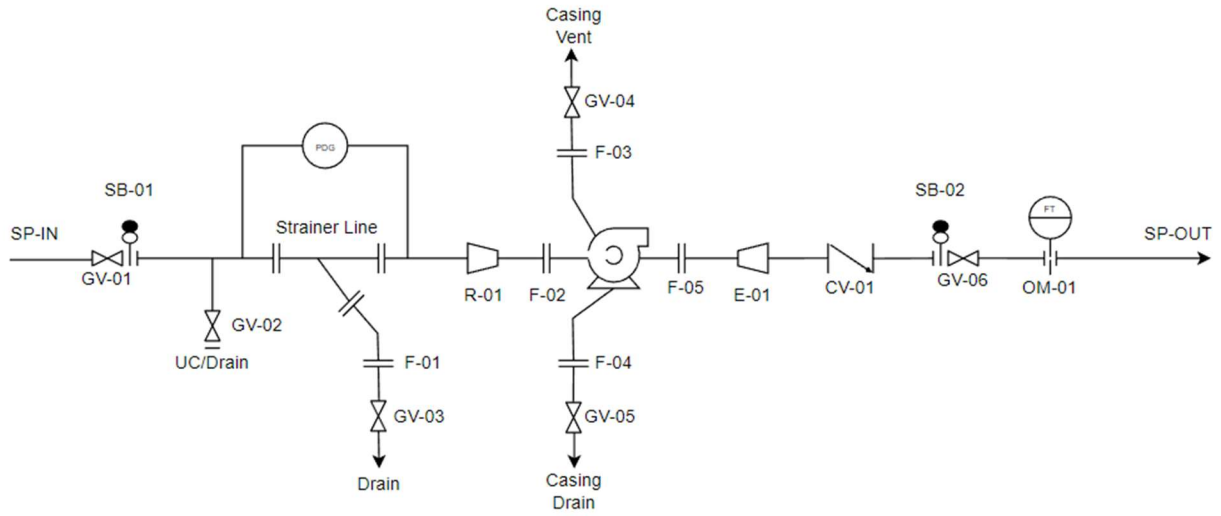 Casing
Vent
GV-04
PDG
F-03
SB-01
SB-02
FT
Strainer Line
SP-IN
SP-OUT
GV-01
R-01
F-02
F-05
E-01
CV-01
GV-06
OM-01
GV-02
UC/Drain
F-01
F-04
GV-03
GV-05
Drain
Casing
Drain